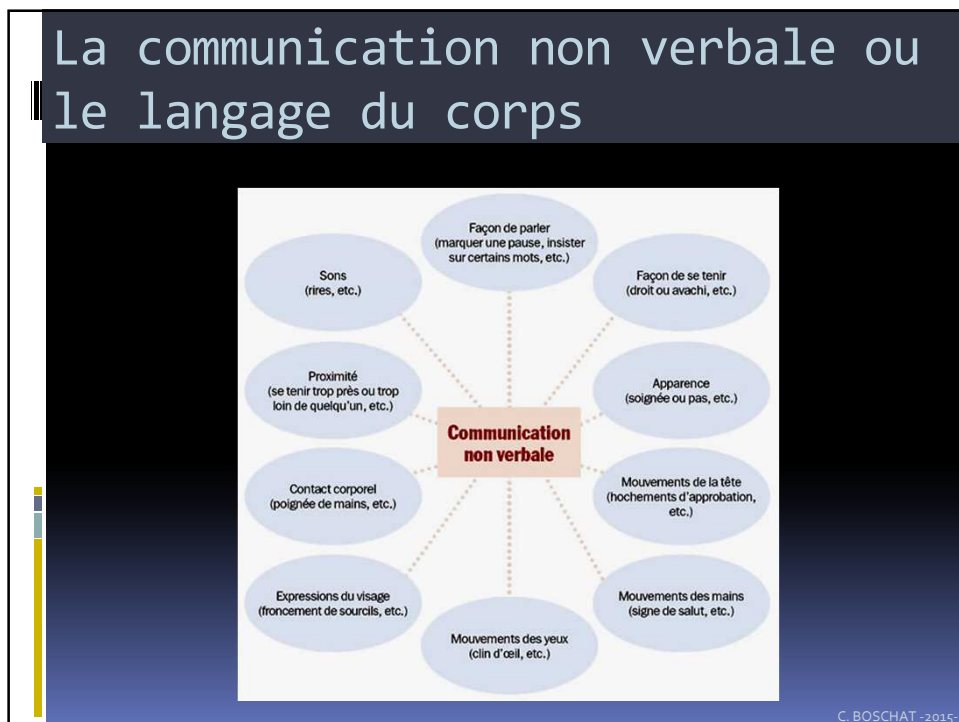 La communication non verbale ou
le langage du corps
Façon de parler
(marquer une pause, insister
sur certains mots, etc.)
Sons
(rires, etc.)
Façon de se tenir
(droit ou avachi, etc.)
Proximité
(se tenir trop près ou trop
loin de quelqu'un, etc.)
Apparence
(soignée ou pas, etc.)
Communication
non verbale
Contact corporel
(poignée de mains, etc.)
Mouvements de la tête
(hochements d'approbation,
etc.)
Expressions du visage
(froncement de sourcils, etc.)
Mouvements des mains
(signe de salut, etc.)
Mouvements des yeux
(clin d'œil, etc.)
C. BOSCHAT -2015-